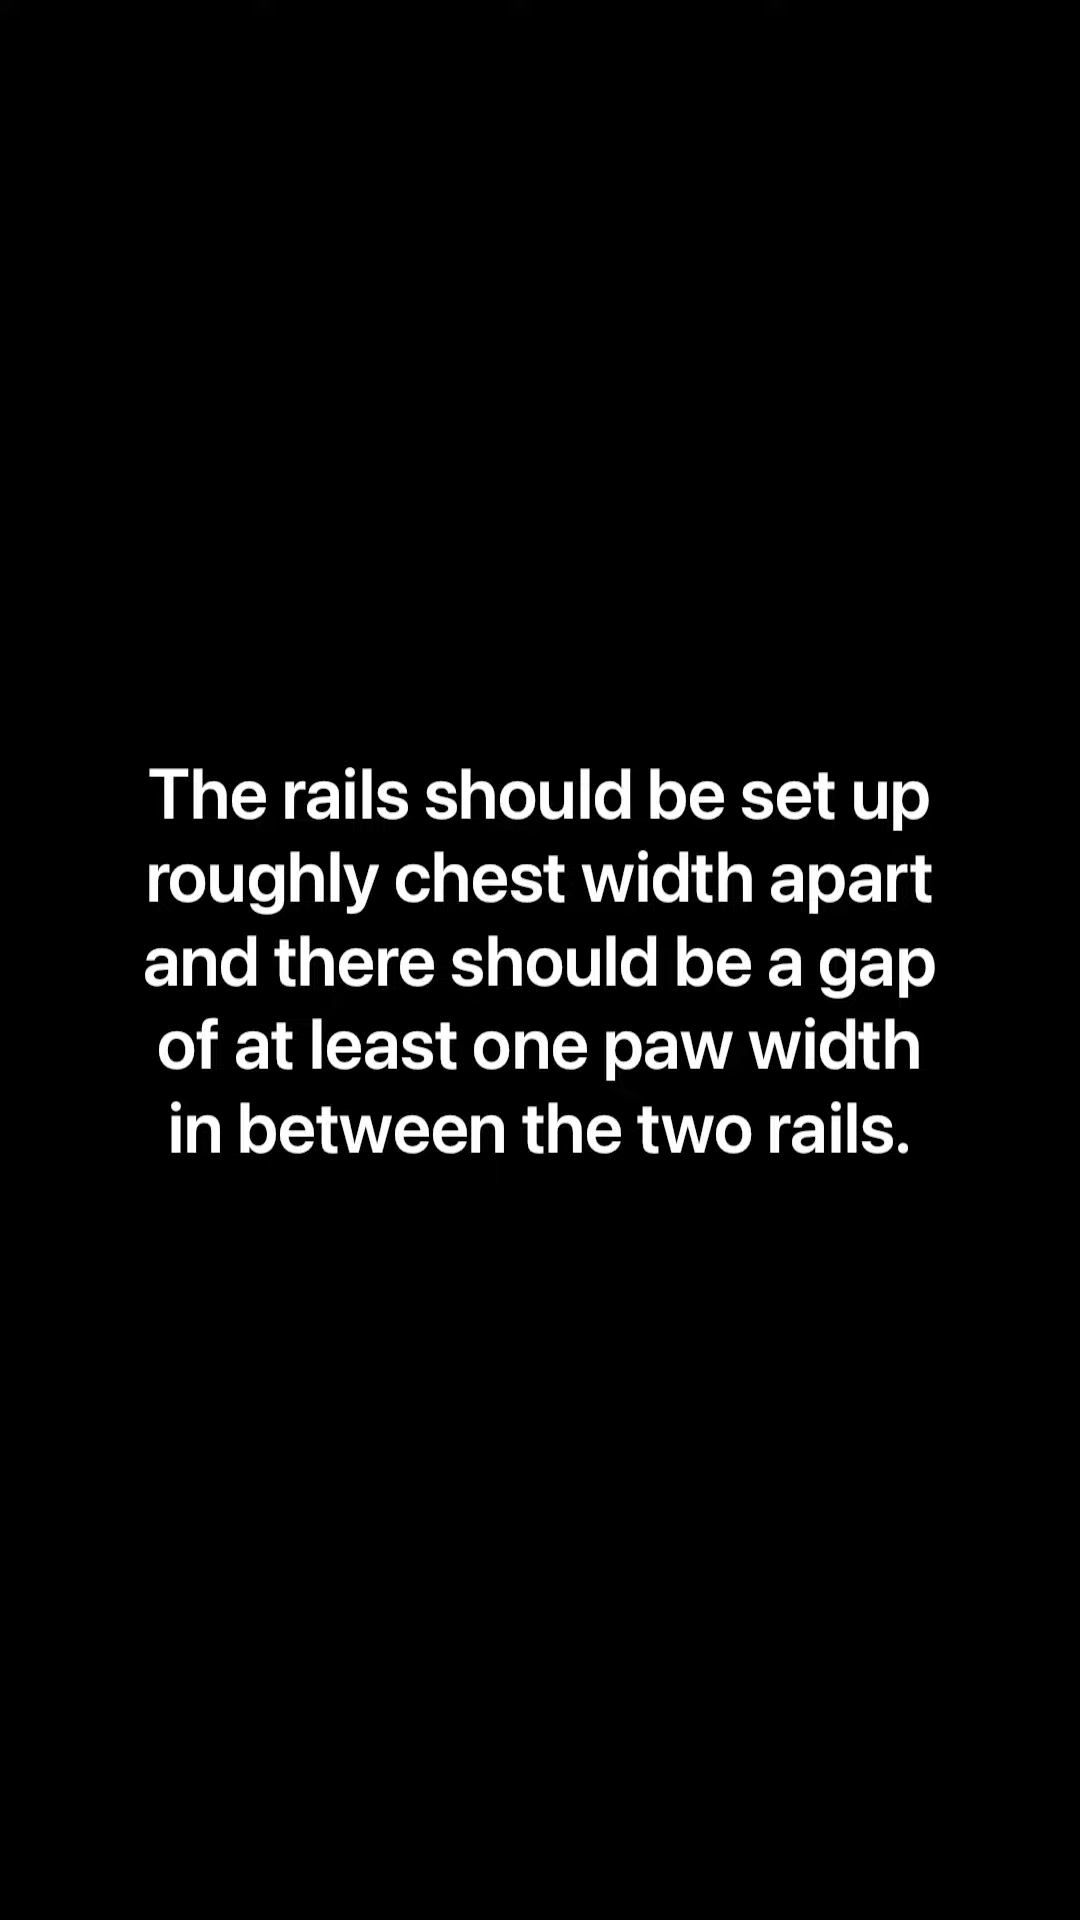 The rails should be set up
roughly chest width apart
and there should be a gap
of at least one paw width
in between the two rails.